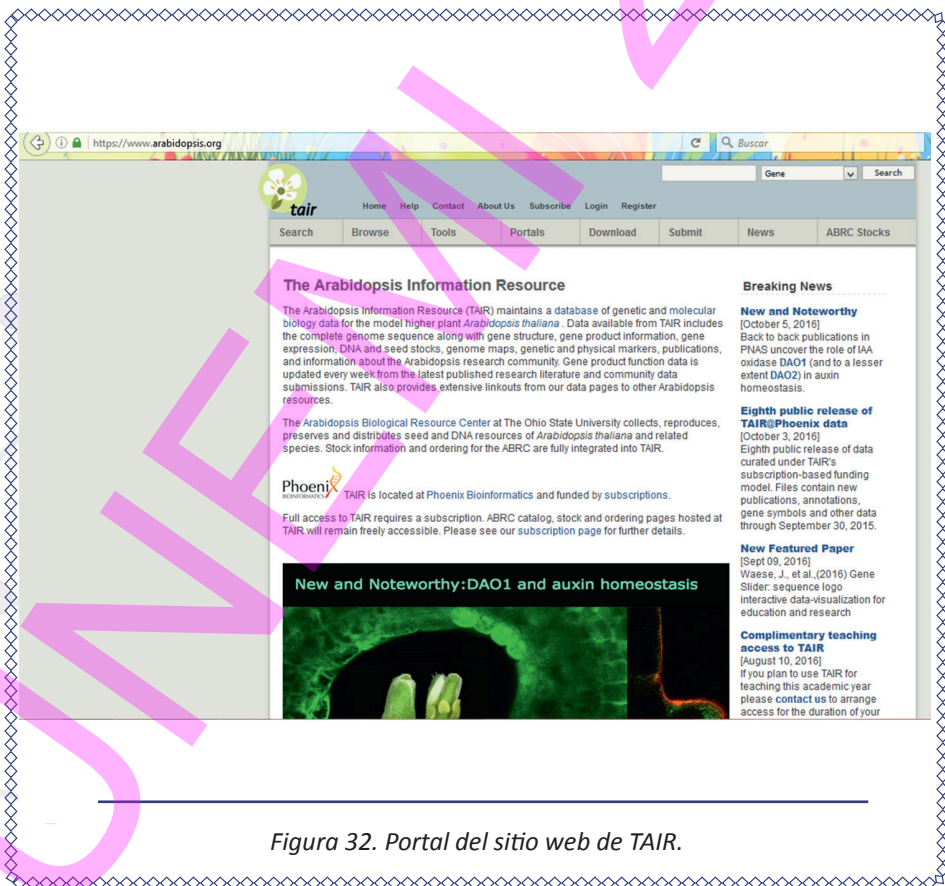 https://www.arabidopsis.org
Buscar
Gene
Search
tair
Home Help Contact About Us Subscribe Login Register
Search Browse Tools Portals Download Submit News ABRC Stocks
The Arabidopsis Information Resource
The Arabidopsis Information Resource (TAIR) maintains a database of genetic and molecular
biology data for the model higher plant Arabidopsis thaliana . Data available from TAIR includes
the complete genome sequence along with gene structure, gene product information, gene
expression, DNA and seed stocks, genome maps, genetic and physical markers, publications,
and information about the Arabidopsis research community. Gene product function data is
updated every week from the latest published research literature and community data
submissions. TAIR also provides extensive linkouts from our data pages to other Arabidopsis
resources.
The Arabidopsis Biological Resource Center at The Ohio State University collects, reproduces,
preserves and distributes seed and DNA resources of Arabidopsis thaliana and related
species. Stock information and ordering for the ABRC are fully integrated into TAIR.
Phoenix
BIOINFORMATICS
TAIR is located at Phoenix Bioinformatics and funded by subscriptions.
Full access to TAIR requires a subscription. ABRC catalog, stock and ordering pages hosted at
TAIR will remain freely accessible. Please see our subscription page for further details.
New and Noteworthy:DAO1 and auxin homeostasis
Breaking News
New and Noteworthy
[October 5, 2016]
Back to back publications in
PNAS uncover the role of IAA
oxidase DAO1 (and to a lesser
extent DAO2) in auxin
homeostasis.
Eighth public release of
TAIR@Phoenix data
[October 3, 2016]
Eighth public release of data
curated under TAIR's
subscription-based funding
model. Files contain new
publications, annotations,
gene symbols and other data
through September 30, 2015.
New Featured Paper
[Sept 09, 2016]
Waese, J., et al.,(2016) Gene
Slider: sequence logo
interactive data-visualization for
education and research
Complimentary teaching
access to TAIR
[August 10, 2016]
If you plan to use TAIR for
teaching this academic year
please contact us to arrange
access for the duration of your
Figura 32. Portal del sitio web de TAIR.
UNEMI